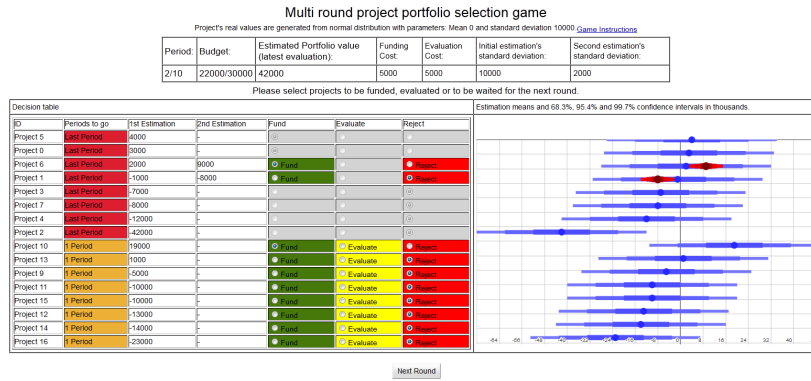 Multi round project portfolio selection game
Project's real values are generated from normal distribution with parameters: Mean 0 and standard deviation 10000. Game Instructions
Period: Budget: Estimated Portfolio value (latest evaluation): Funding Cost: Evaluation Cost: Initial estimation's standard deviation: Second estimation's standard deviation:
2/10 22000/30000 42000 5000 5000 10000 2000
Please select projects to be funded, evaluated or to be waited for the next round.
Decision table Estimation means and 68.3%, 95.4% and 99.7% confidence intervals in thousands.
ID Periods to go 1st Estimation 2nd Estimation Fund Evaluate Reject
Project 5 Last Period 4000 -
Project 0 Last Period 3000 -
Project 6 Last Period 2000 9000 Fund Reject
Project 1 Last Period -1000 -8000 Fund Reject
Project 3 Last Period -7000 -
Project 7 Last Period -8000 -
Project 4 Last Period -12000 -
Project 2 Last Period -42000 -
Project 10 1 Period 19000 - Fund Evaluate Reject
Project 13 1 Period 1000 - Fund Evaluate Reject
Project 9 1 Period -5000 - Fund Evaluate Reject
Project 11 1 Period -10000 - Fund Evaluate Reject
Project 15 1 Period -10000 - Fund Evaluate Reject
Project 12 1 Period -13000 - Fund Evaluate Reject
Project 14 1 Period -14000 - Fund Evaluate Reject
Project 16 1 Period -23000 - Fund Evaluate Reject
-64 -56 -48 -40 -32 -24 -16 -8 0 8 16 24 32 40
Next Round